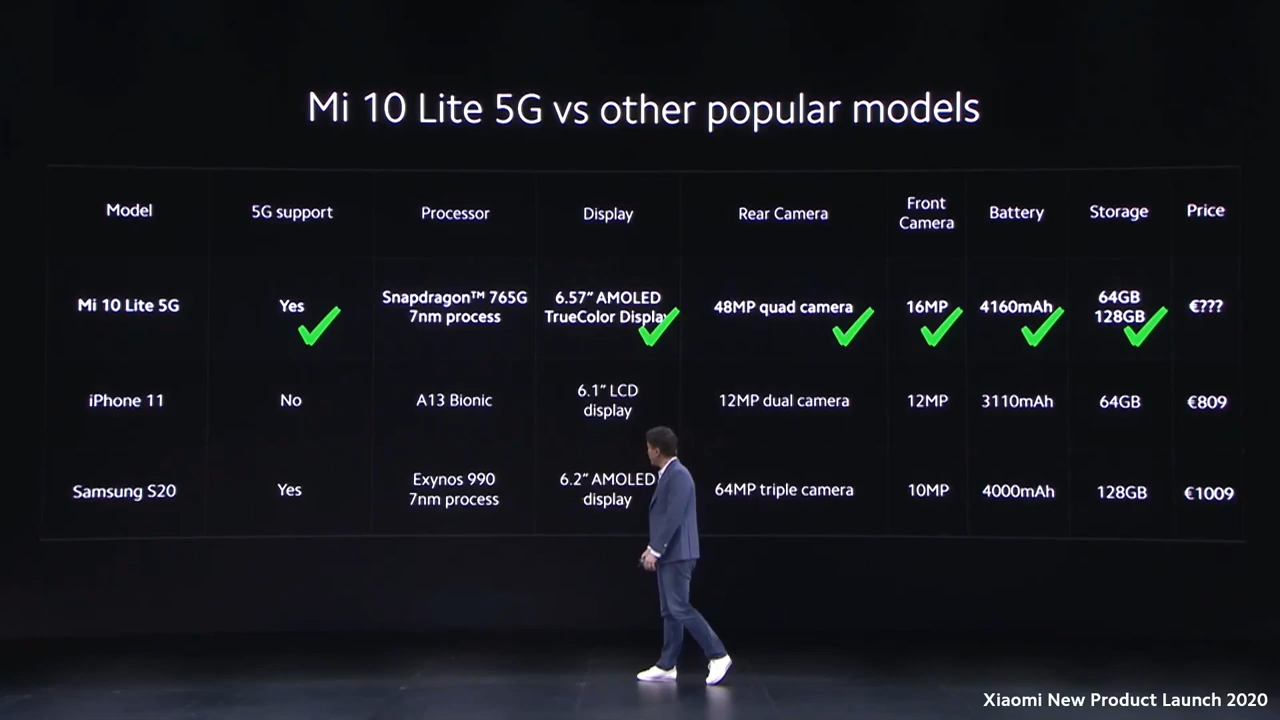 Mi 10 Lite 5G vs other popular models
Model 5G support Processor Display Rear Camera Front Camera Battery Storage Price
Mi 10 Lite 5G Yes Snapdragon™ 765G 7nm process 6.57” AMOLED TrueColor Display 48MP quad camera 16MP 4160mAh 64GB 128GB €???
iPhone 11 No A13 Bionic 6.1” LCD display 12MP dual camera 12MP 3110mAh 64GB €809
Samsung S20 Yes Exynos 990 7nm process 6.2” AMOLED display 64MP triple camera 10MP 4000mAh 128GB €1009
Xiaomi New Product Launch 2020